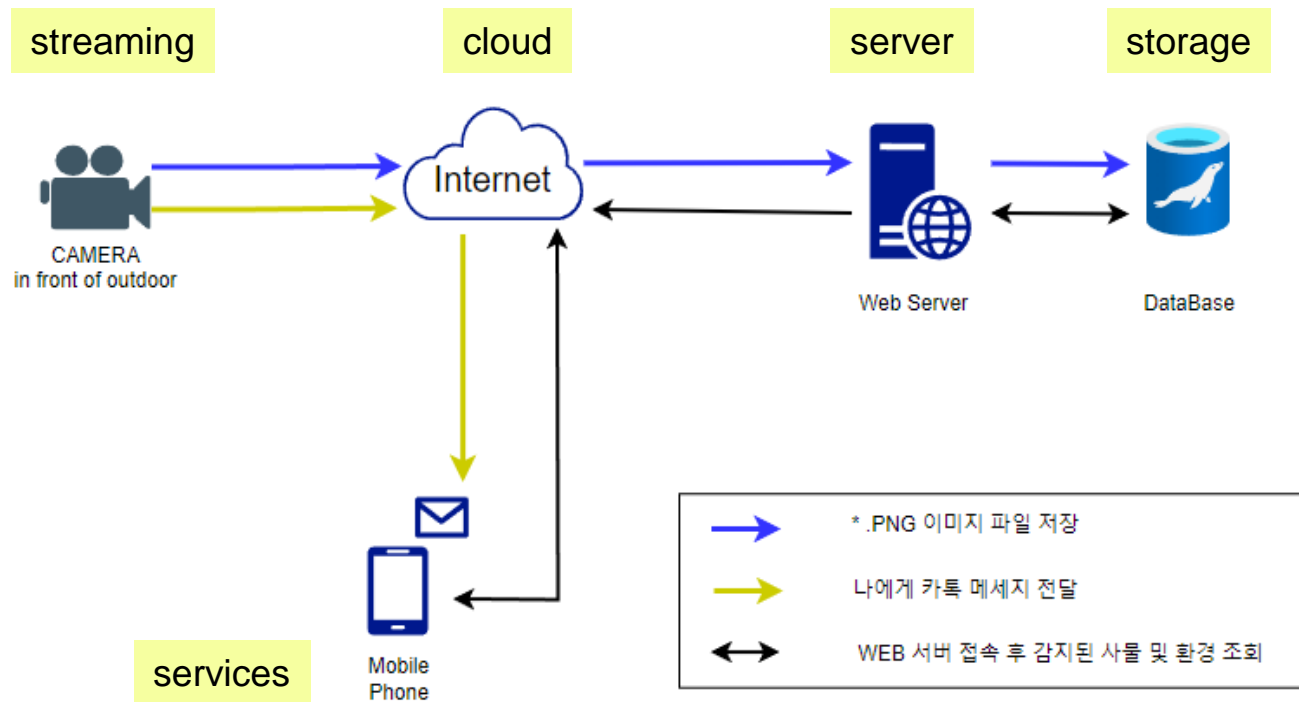 streaming
cloud
server
storage
Internet
CAMERA
in front of outdoor
Web Server
DataBase
* .PNG 이미지 파일 저장
나에게 카톡 메세지 전달
WEB 서버 접속 후 감지된 사물 및 환경 조회
services
Mobile
Phone